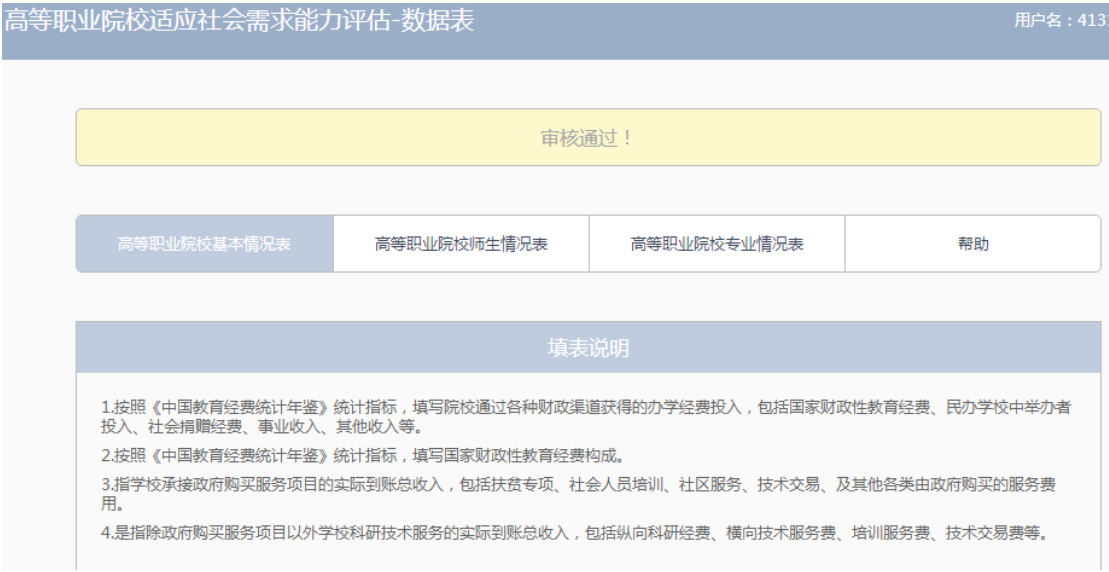 高等职业院校适应社会需求能力评估-数据表
用户名：413
审核通过！
高等职业院校基本情况表
高等职业院校师生情况表
高等职业院校专业情况表
帮助
填表说明
1.按照《中国教育经费统计年鉴》统计指标，填写院校通过各种财政渠道获得的办学经费投入，包括国家财政性教育经费、民办学校中举办者
投入、社会捐赠经费、事业收入、其他收入等。
2.按照《中国教育经费统计年鉴》统计指标，填写国家财政性教育经费构成。
3.指学校承接政府购买服务项目的实际到账总收入，包括扶贫专项、社会人员培训、社区服务、技术交易、及其他各类由政府购买的服务费
用。
4.是指除政府购买服务项目以外学校科研技术服务的实际到账总收入，包括纵向科研经费、横向技术服务费、培训服务费、技术交易费等。